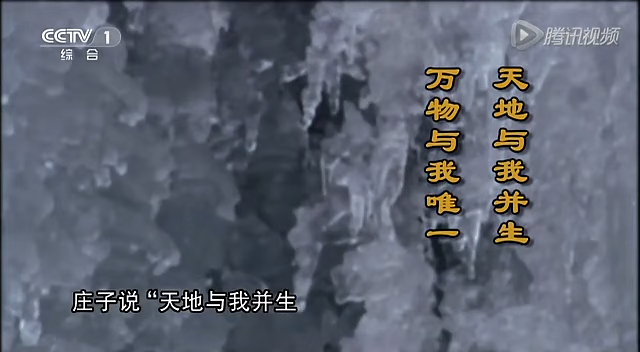 CCTV 1
综合
腾讯视频
天地与我并生
万物与我唯一
庄子说“天地与我并生